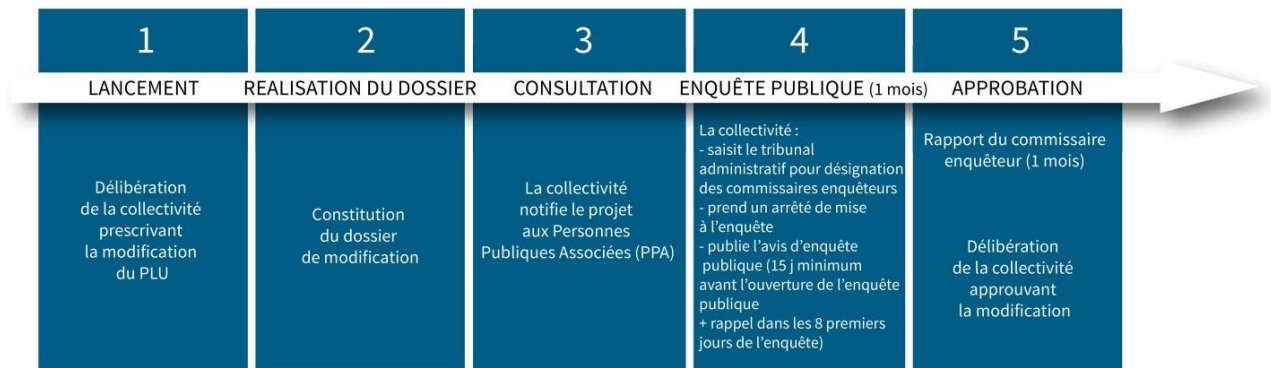 1
LANCEMENT
Délibération
de la collectivité
prescrivant
la modification
du PLU
2
REALISATION DU DOSSIER
Constitution
du dossier
de modification
3
CONSULTATION
La collectivité
notifie le projet
aux Personnes
Publiques Associées (PPA)
4
ENQUÊTE PUBLIQUE (1 mois)
La collectivité :
- saisit le tribunal
administratif pour désignation
des commissaires enquêteurs
- prend un arrêté de mise
à l’enquête
- publie l’avis d’enquête
publique (15 j minimum
avant l’ouverture de l’enquête
publique
+ rappel dans les 8 premiers
jours de l’enquête)
5
APPROBATION
Rapport du commissaire
enquêteur (1 mois)
Délibération
de la collectivité
approuvant
la modification